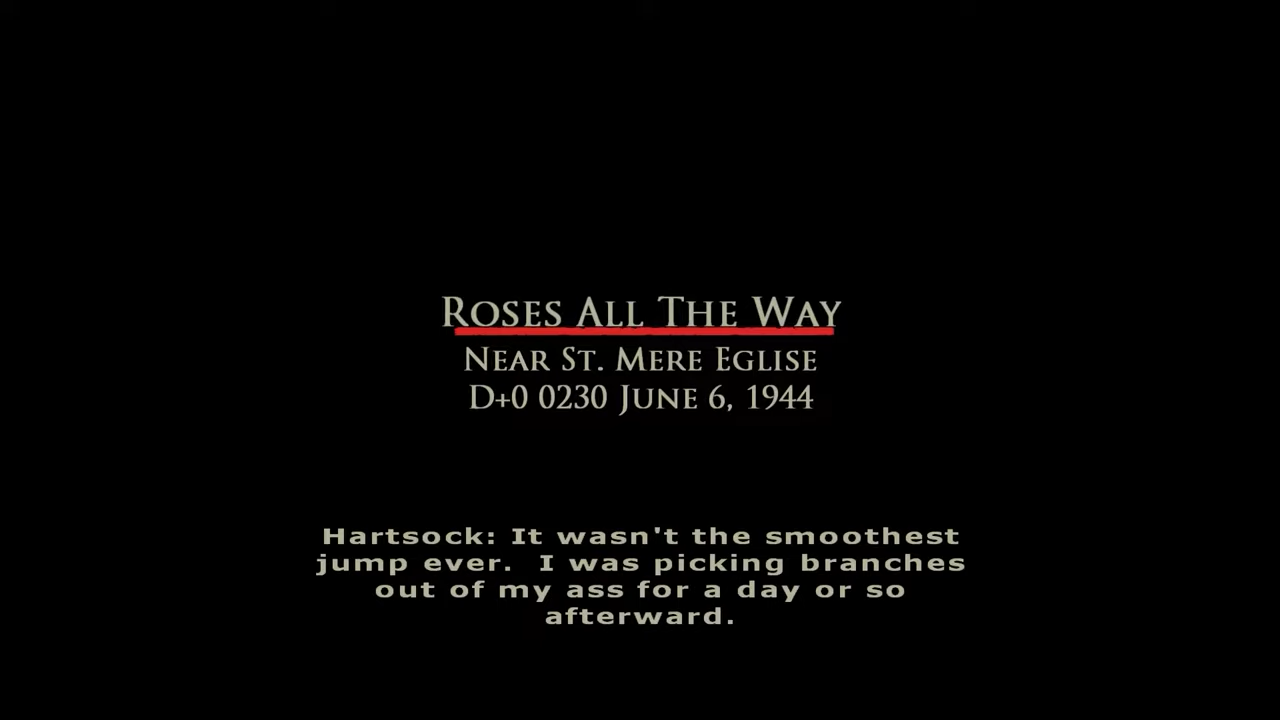 Roses All The Way
Near St. Mere Eglise
D+0 0230 June 6, 1944
Hartsock: It wasn't the smoothest
jump ever.  I was picking branches
out of my ass for a day or so
afterward.